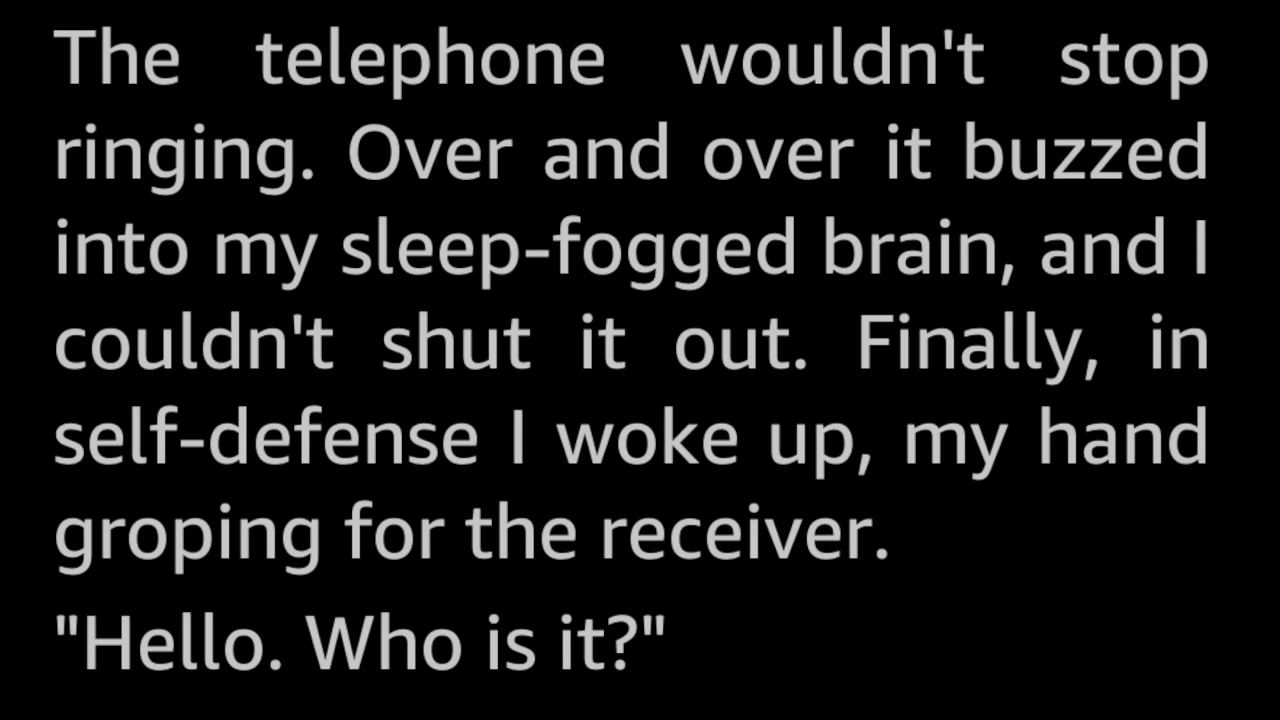 The telephone wouldn't stop
ringing. Over and over it buzzed
into my sleep-fogged brain, and I
couldn't shut it out. Finally, in
self-defense I woke up, my hand
groping for the receiver.
"Hello. Who is it?"